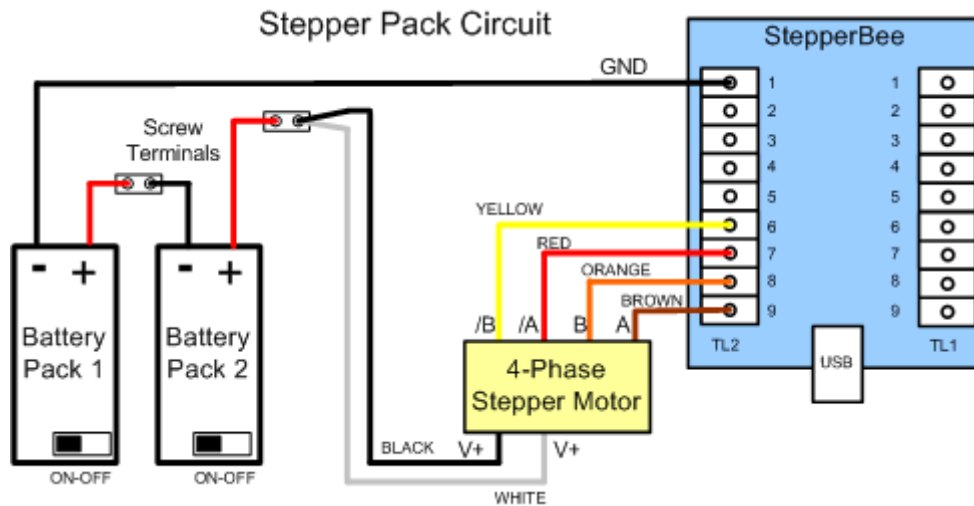 Stepper Pack Circuit
StepperBee
GND
1
2
3
4
5
6
7
8
9
1
2
3
4
5
6
7
8
9
TL2
TL1
USB
Screw
Terminals
YELLOW
RED
ORANGE
BROWN
/B
/A
B
A
4-Phase
Stepper Motor
V+
V+
BLACK
WHITE
-
+
Battery
Pack 1
ON-OFF
-
+
Battery
Pack 2
ON-OFF